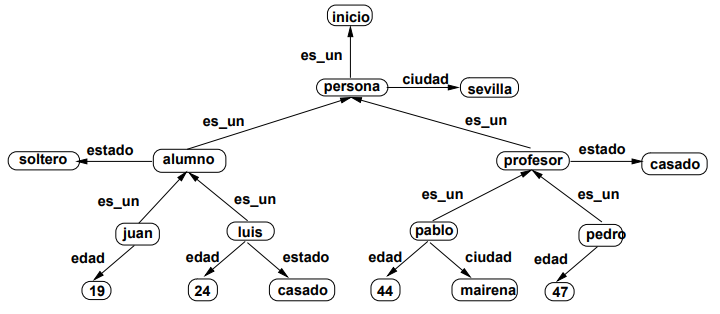 inicio
es_un
persona
ciudad
sevilla
es_un
es_un
soltero
estado
alumno
profesor
estado
casado
es_un
es_un
es_un
es_un
juan
luis
pablo
pedro
edad
edad
estado
edad
ciudad
edad
19
24
casado
44
mairena
47